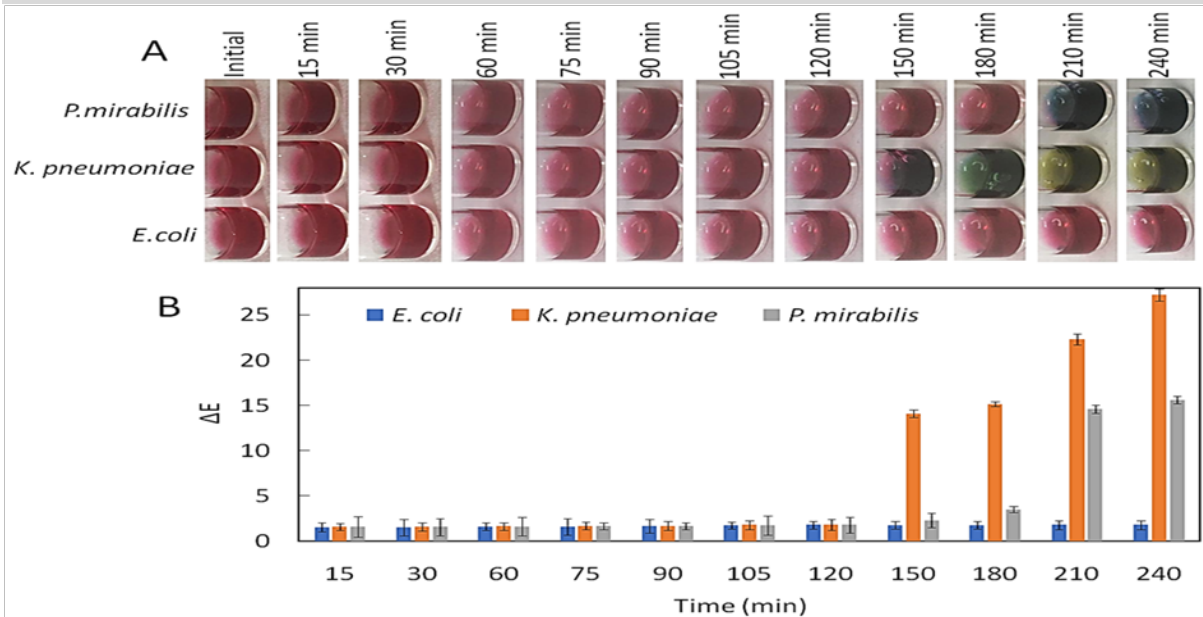 A
Initial
15 min
30 min
60 min
75 min
90 min
105 min
120 min
150 min
180 min
210 min
240 min
P.mirabilis
K. pneumoniae
E.coli
B
E. coli
K. pneumoniae
P. mirabilis
25
20
15
10
5
0
ΔE
15 30 60 75 90 105 120 150 180 210 240
Time (min)